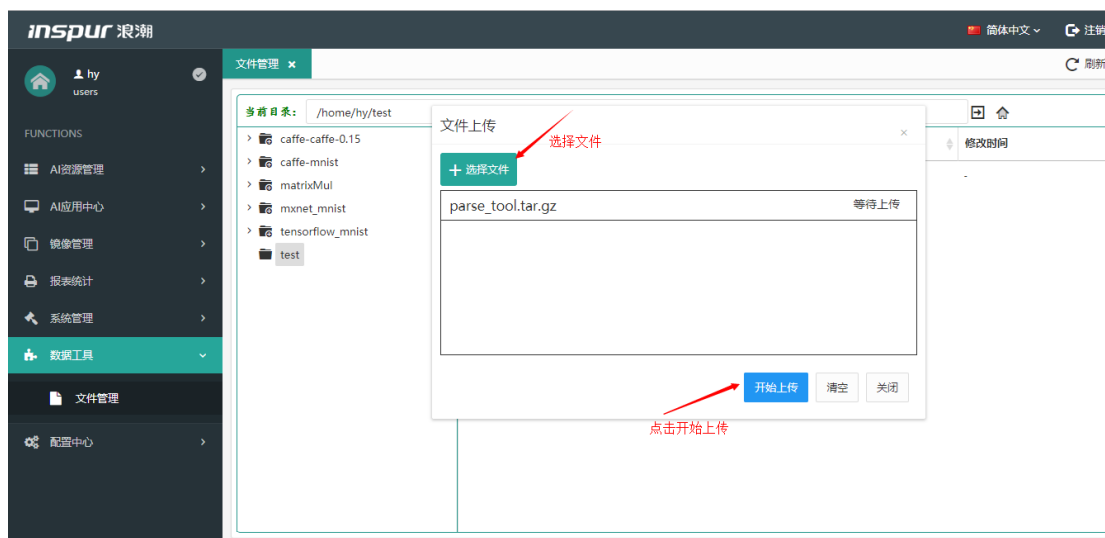 inspur 浪潮
简体中文
注销
hy
users
文件管理 ×
刷新
FUNCTIONS
AI资源管理
AI应用中心
镜像管理
报表统计
系统管理
数据工具
文件管理
配置中心
当前目录: /home/hy/test
caffe-caffe-0.15
caffe-mnist
matrixMul
mxnet_mnist
tensorflow_mnist
test
修改时间
-
文件上传
×
选择文件
+ 选择文件
parse_tool.tar.gz 等待上传
开始上传 清空 关闭
点击开始上传